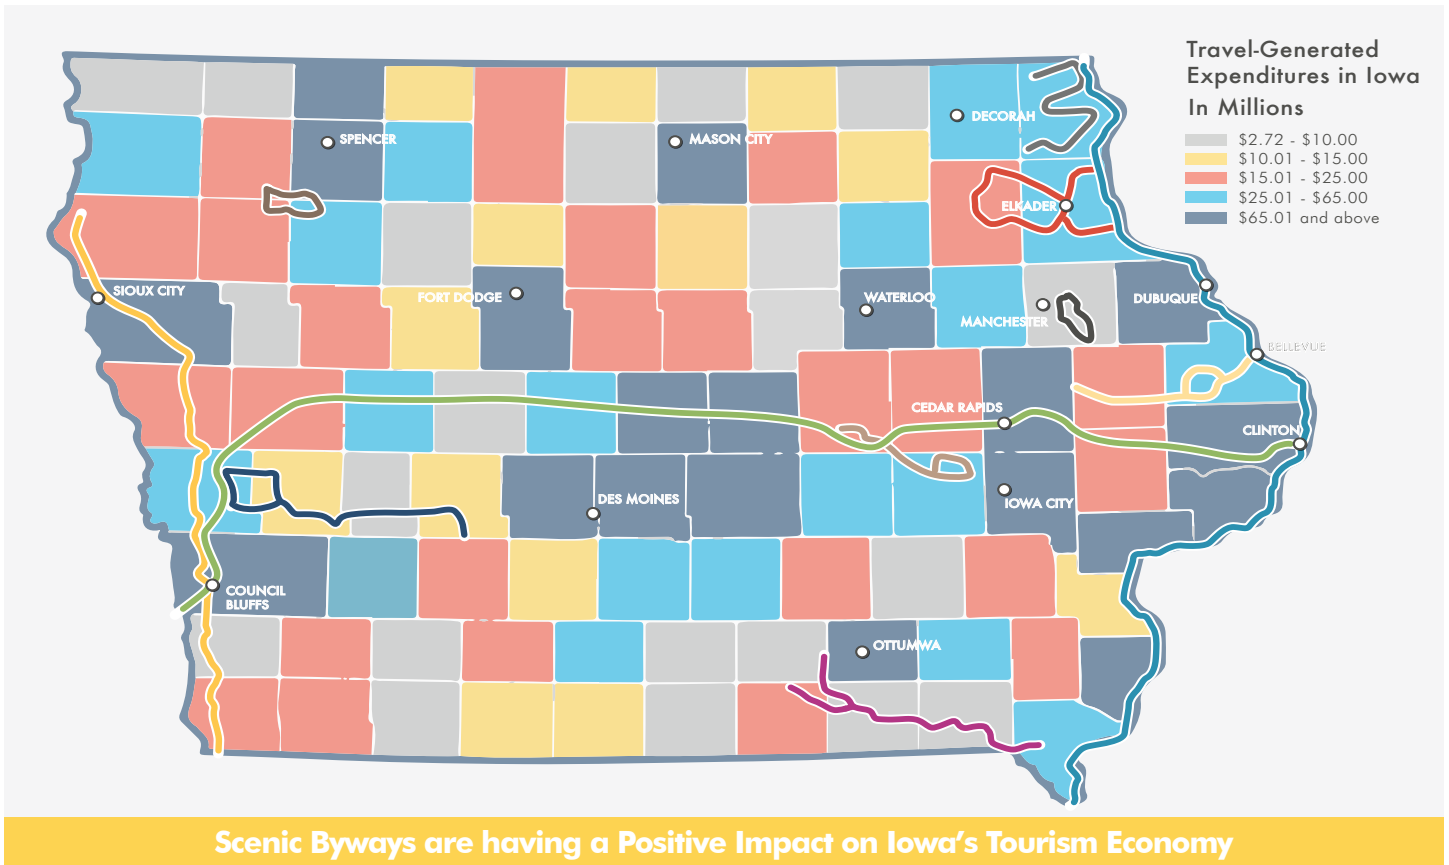 Travel-Generated
Expenditures in Iowa
In Millions
$2.72 - $10.00
$10.01 - $15.00
$15.01 - $25.00
$25.01 - $65.00
$65.01 and above
DECORAH
SPENCER
MASON CITY
ELKADER
SIOUX CITY
FORT DODGE
WATERLOO
DUBUQUE
MANCHESTER
BELLEVUE
CEDAR RAPIDS
CLINTON
DES MOINES
IOWA CITY
COUNCIL
BLUFFS
OTTUMWA
Scenic Byways are having a Positive Impact on Iowa's Tourism Economy